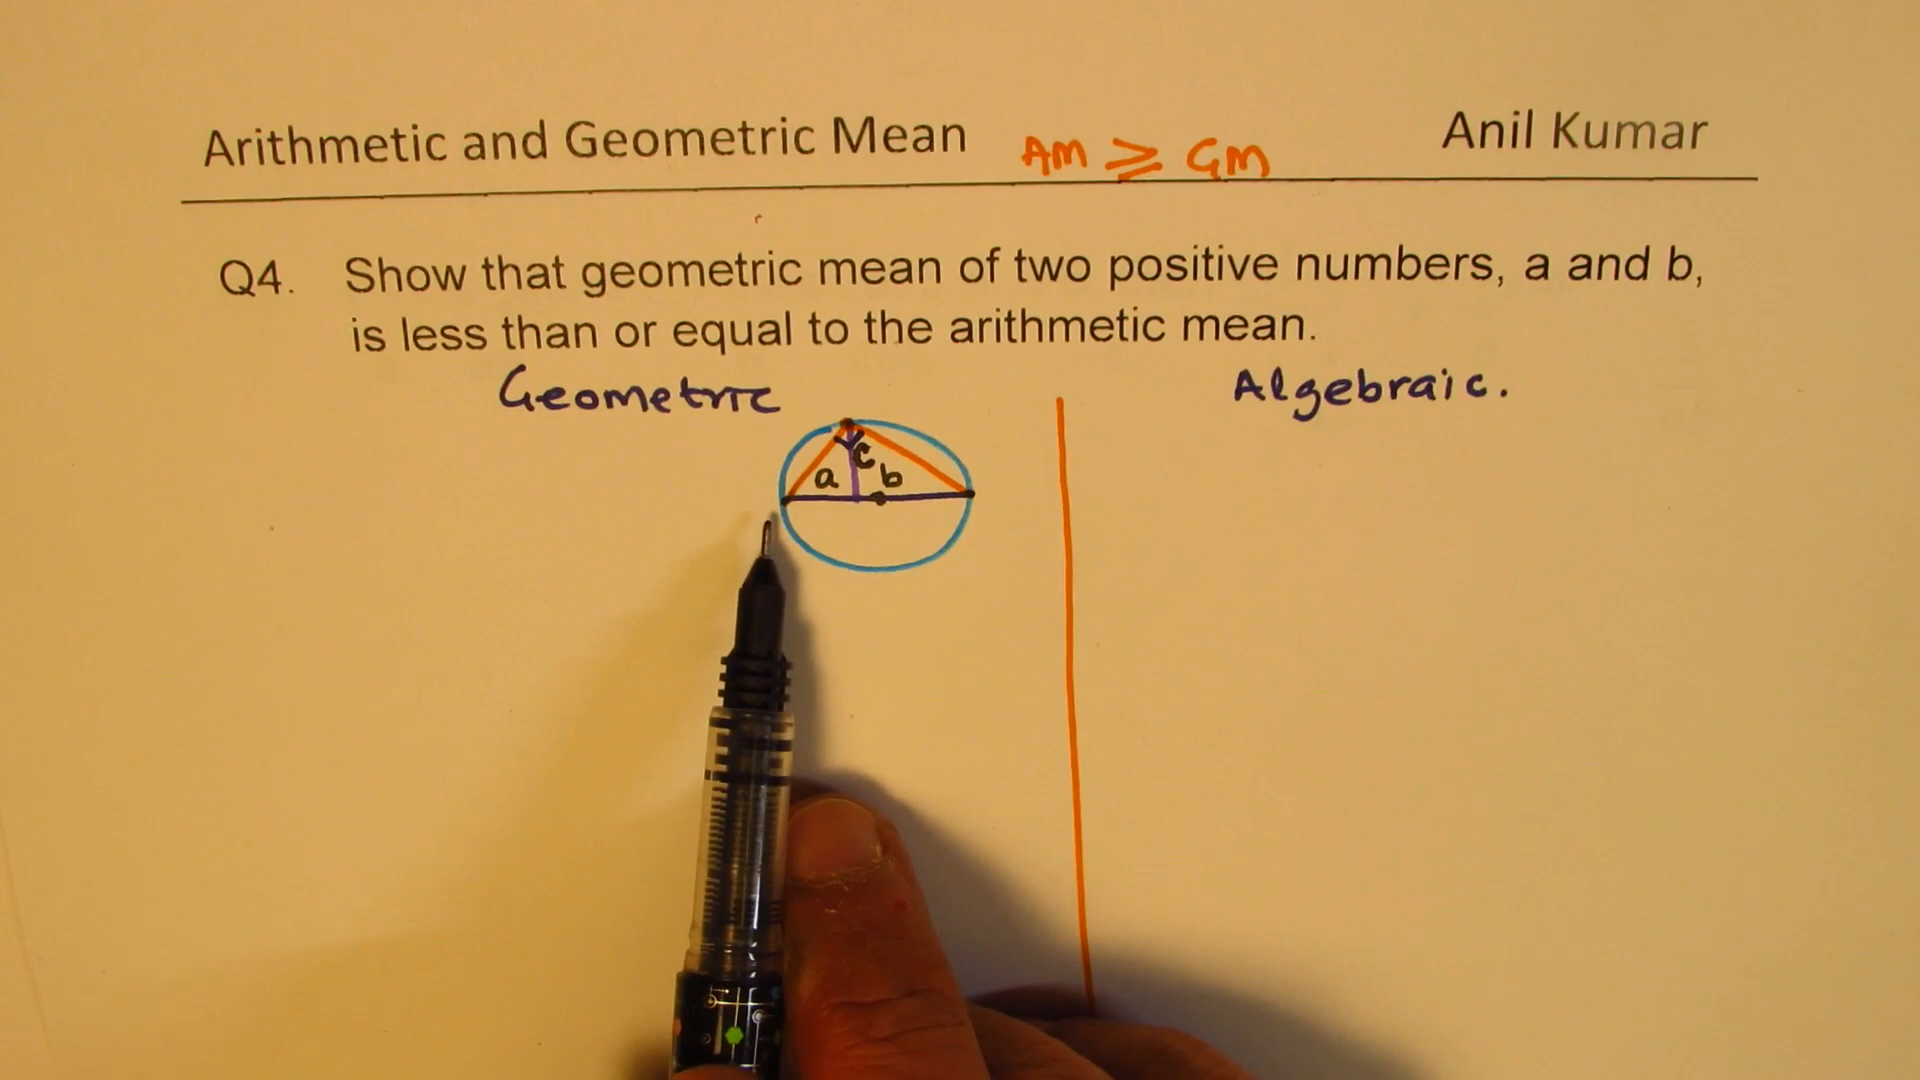 Arithmetic and Geometric Mean AM ≥ GM Anil Kumar
Q4. Show that geometric mean of two positive numbers, a and b,
is less than or equal to the arithmetic mean.
Geometric Algebraic.
c
a b